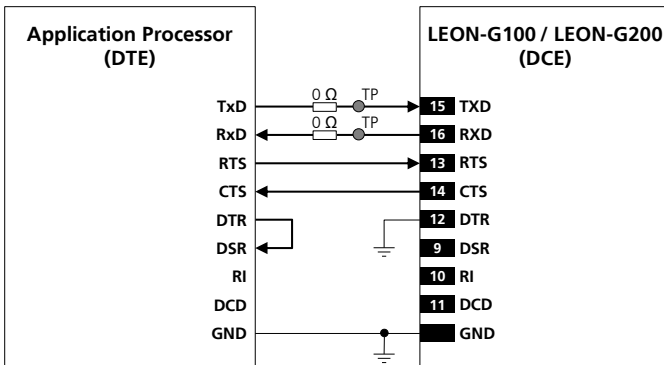 Application Processor
(DTE)
LEON-G100 / LEON-G200
(DCE)
TxD 0 Ω TP 15 TXD
RxD 0 Ω TP 16 RXD
RTS 13 RTS
CTS 14 CTS
DTR 12 DTR
DSR 9 DSR
RI 10 RI
DCD 11 DCD
GND GND